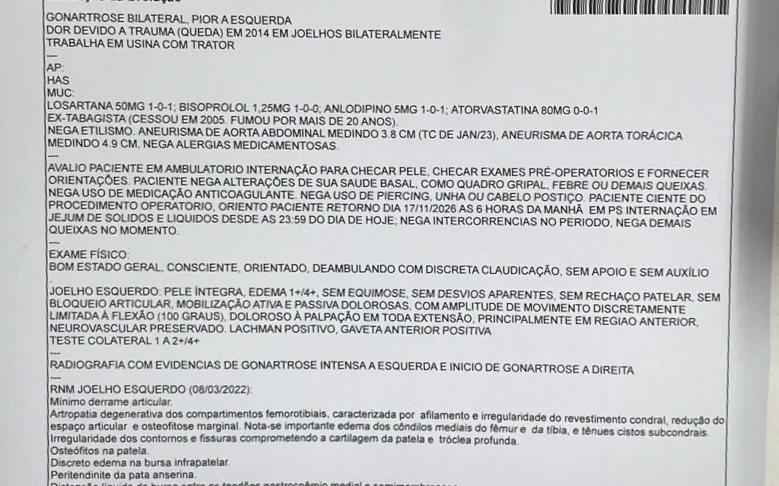 GONARTROSE BILATERAL, PIOR A ESQUERDA
DOR DEVIDO A TRAUMA (QUEDA) EM 2014 EM JOELHOS BILATERALMENTE
TRABALHA EM USINA COM TRATOR
---
AP:
HAS
MUC:
LOSARTANA 50MG 1-0-1; BISOPROLOL 1,25MG 1-0-0; ANLODIPINO 5MG 1-0-1; ATORVASTATINA 80MG 0-0-1
EX-TABAGISTA (CESSOU EM 2005. FUMOU POR MAIS DE 20 ANOS).
NEGA ETILISMO. ANEURISMA DE AORTA ABDOMINAL MEDINDO 3.8 CM (TC DE JAN/23), ANEURISMA DE AORTA TORÁCICA
MEDINDO 4.9 CM, NEGA ALERGIAS MEDICAMENTOSAS.
---
AVALIO PACIENTE EM AMBULATORIO INTERNAÇÃO PARA CHECAR PELE, CHECAR EXAMES PRÉ-OPERATORIOS E FORNECER
ORIENTAÇÕES. PACIENTE NEGA ALTERAÇÕES DE SUA SAUDE BASAL, COMO QUADRO GRIPAL, FEBRE OU DEMAIS QUEIXAS.
NEGA USO DE MEDICAÇÃO ANTICOAGULANTE. NEGA USO DE PIERCING, UNHA OU CABELO POSTIÇO. PACIENTE CIENTE DO
PROCEDIMENTO OPERATORIO, ORIENTO PACIENTE RETORNO DIA 17/11/2026 AS 6 HORAS DA MANHÃ EM PS INTERNAÇÃO EM
JEJUM DE SOLIDOS E LIQUIDOS DESDE AS 23:59 DO DIA DE HOJE; NEGA INTERCORRENCIAS NO PERIODO, NEGA DEMAIS
QUEIXAS NO MOMENTO.
---
EXAME FÍSICO:
BOM ESTADO GERAL, CONSCIENTE, ORIENTADO, DEAMBULANDO COM DISCRETA CLAUDICAÇÃO, SEM APOIO E SEM AUXÍLIO
.
JOELHO ESQUERDO: PELE ÍNTEGRA, EDEMA 1+/4+, SEM EQUIMOSE, SEM DESVIOS APARENTES, SEM RECHAÇO PATELAR, SEM
BLOQUEIO ARTICULAR, MOBILIZAÇÃO ATIVA E PASSIVA DOLOROSAS, COM AMPLITUDE DE MOVIMENTO DISCRETAMENTE
LIMITADA À FLEXÃO (100 GRAUS), DOLOROSO À PALPAÇÃO EM TODA EXTENSÃO, PRINCIPALMENTE EM REGIAO ANTERIOR,
NEUROVASCULAR PRESERVADO. LACHMAN POSITIVO, GAVETA ANTERIOR POSITIVA
TESTE COLATERAL 1 A 2+/4+
---
RADIOGRAFIA COM EVIDENCIAS DE GONARTROSE INTENSA A ESQUERDA E INICIO DE GONARTROSE A DIREITA
---
RNM JOELHO ESQUERDO (08/03/2022):
Mínimo derrame articular.
Artropatia degenerativa dos compartimentos femorotibiais, caracterizada por afilamento e irregularidade do revestimento condral, redução do
espaço articular e osteofitose marginal. Nota-se importante edema dos côndilos mediais do fêmur e da tíbia, e tênues cistos subcondrais.
Irregularidade dos contornos e fissuras comprometendo a cartilagem da patela e tróclea profunda.
Osteófitos na patela.
Discreto edema na bursa infrapatelar.
Peritendinite da pata anserina.